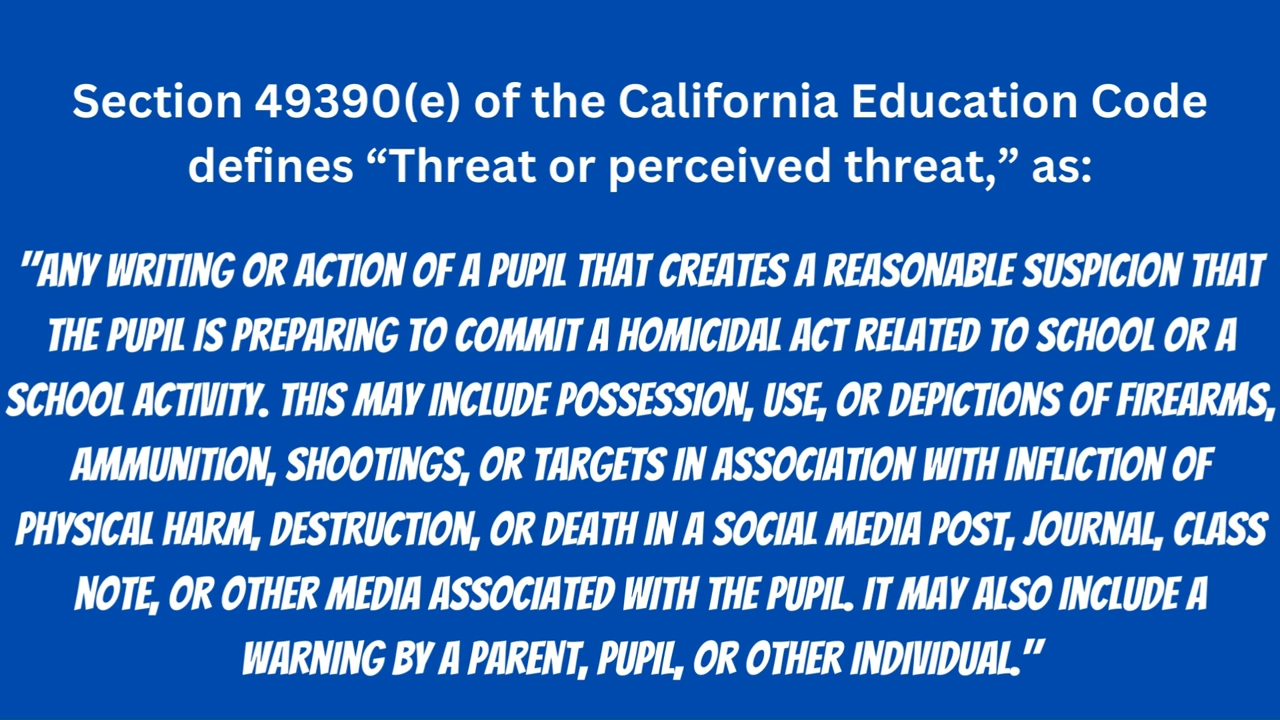 Section 49390(e) of the California Education Code
defines “Threat or perceived threat,” as:
"ANY WRITING OR ACTION OF A PUPIL THAT CREATES A REASONABLE SUSPICION THAT
THE PUPIL IS PREPARING TO COMMIT A HOMICIDAL ACT RELATED TO SCHOOL OR A
SCHOOL ACTIVITY. THIS MAY INCLUDE POSSESSION, USE, OR DEPICTIONS OF FIREARMS,
AMMUNITION, SHOOTINGS, OR TARGETS IN ASSOCIATION WITH INFLICTION OF
PHYSICAL HARM, DESTRUCTION, OR DEATH IN A SOCIAL MEDIA POST, JOURNAL, CLASS
NOTE, OR OTHER MEDIA ASSOCIATED WITH THE PUPIL. IT MAY ALSO INCLUDE A
WARNING BY A PARENT, PUPIL, OR OTHER INDIVIDUAL."